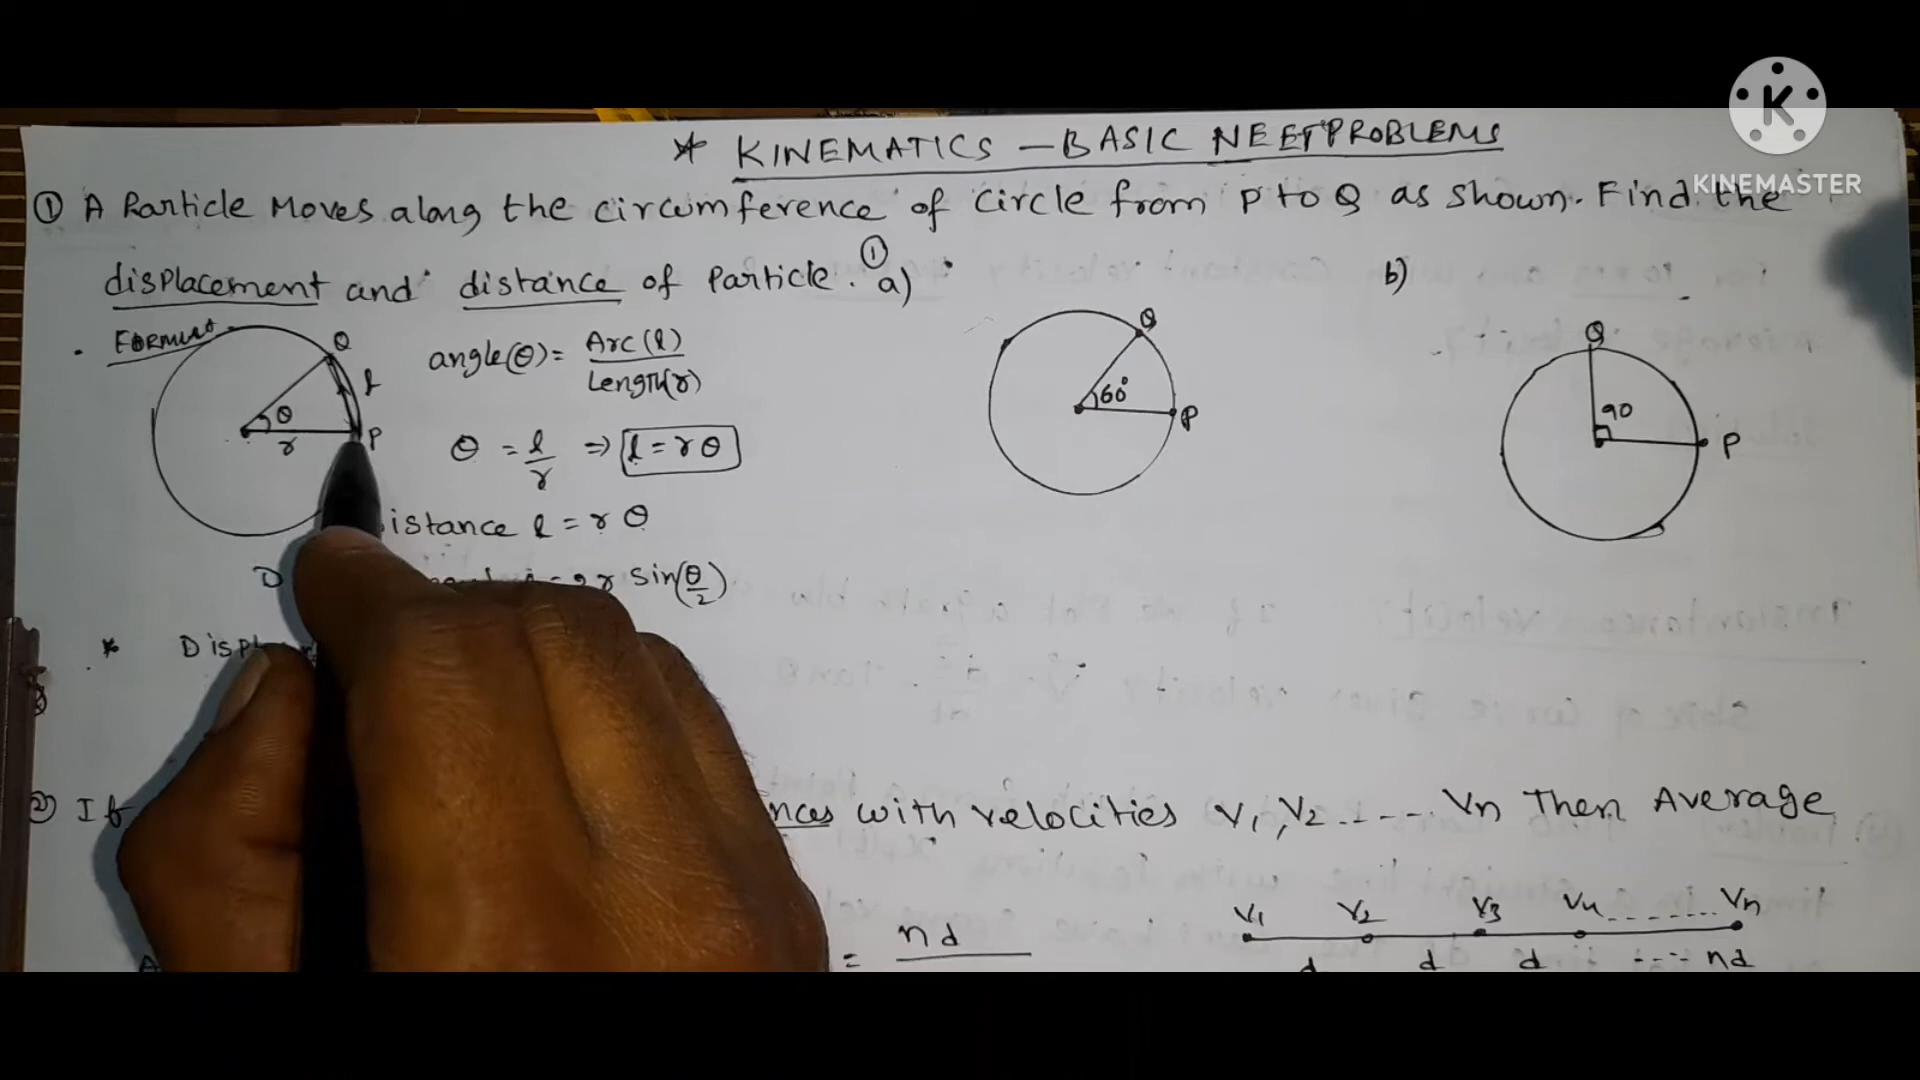 * KINEMATICS - BASIC NEET PROBLEMS
K
KINEMASTER
① A Particle Moves along the circumference of circle from P to Q as shown. Find the
displacement and distance of Particle. ① a)
b)
Formula
Q
l
θ
r
P
angle(θ) = Arc(l)
Length(r)
θ = l/r ⇒ l = rθ
istance l = r θ
D
r sin(θ/2)
* Displ
Q
60°
P
Q
90
P
② If
nces with velocities V1, V2 ..... Vn Then Average
V1 V2 V3 V4 ....... Vn
= nd
d d d .... nd